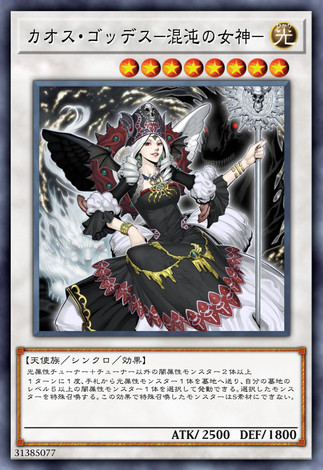 カオス・ゴッデス－混沌の女神－
光
【天使族／シンクロ／効果】
光属性チューナー＋チューナー以外の闇属性モンスター２体以上
１ターンに１度、手札から光属性モンスター１体を墓地へ送り、自分の墓地の
レベル５以上の闇属性モンスター１体を選択して発動できる。選択したモンス
ターを特殊召喚する。この効果で特殊召喚したモンスターはS素材にできない。
ATK/ 2500 DEF/ 1800
31385077